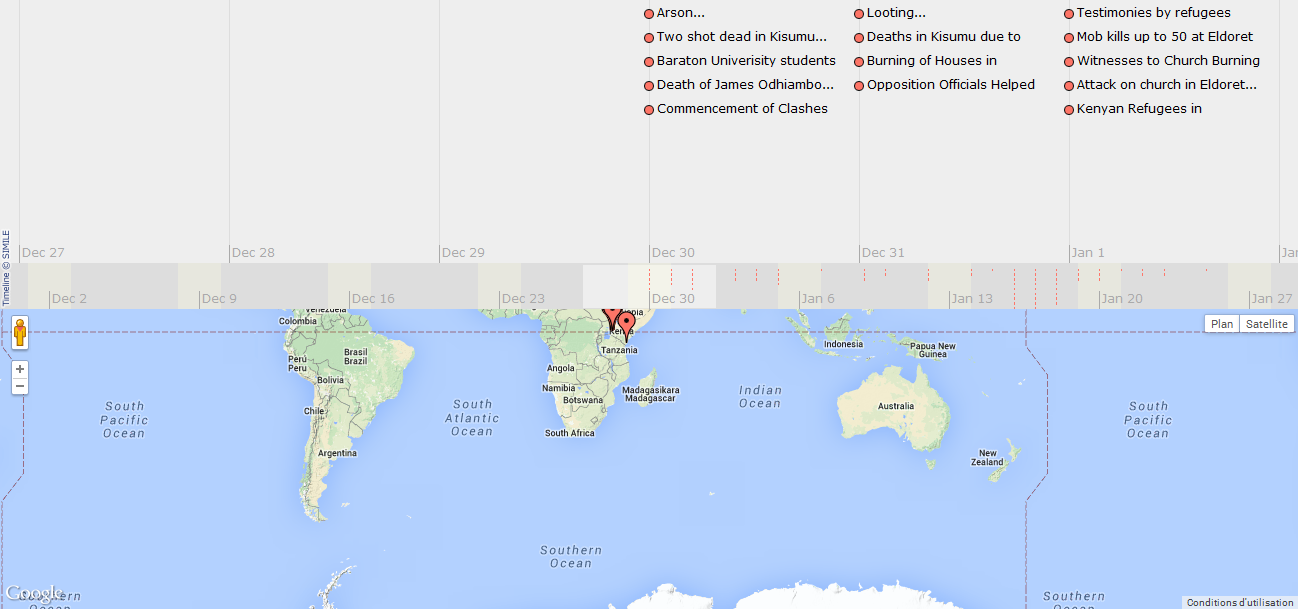 Arson...
Looting...
Testimonies by refugees
Two shot dead in Kisumu...
Deaths in Kisumu due to
Mob kills up to 50 at Eldoret
Baraton Univerisity students
Burning of Houses in
Witnesses to Church Burning
Death of James Odhiambo...
Opposition Officials Helped
Attack on church in Eldoret...
Commencement of Clashes
Kenyan Refugees in
Timeline © SIMILE
Dec 27
Dec 28
Dec 29
Dec 30
Dec 31
Jan 1
Dec 2
Dec 9
Dec 16
Dec 23
Dec 30
Jan 6
Jan 13
Jan 20
Jan 27
Venezuela
Colombia
Kenya
Plan
Satellite
Tanzania
Indonesia
Papua New
Guinea
Perú
Peru
Brasil
Brazil
Bolivia
Angola
Namibia
Botswana
Madagasikara
Madagascar
Indian
Ocean
Chile
South
Pacific
Ocean
South
Atlantic
Ocean
Australia
South
Pacific
Ocean
South Africa
Argentina
New
Zealand
Southern
Ocean
Google
Southern
Ocean
Conditions d'utilisation